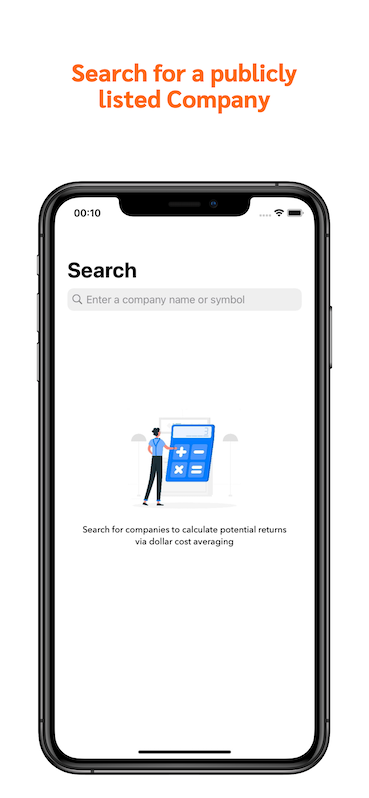 Search for a publicly
listed Company
00:10
Search
Enter a company name or symbol
Search for companies to calculate potential returns
via dollar cost averaging